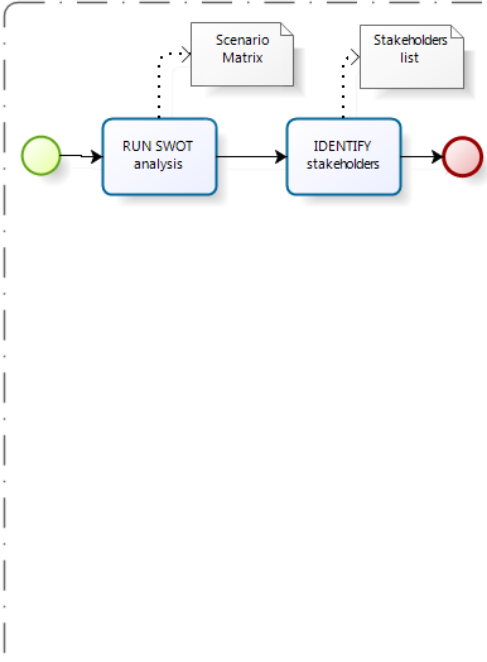 Scenario
Matrix
Stakeholders
list
RUN SWOT
analysis
IDENTIFY
stakeholders